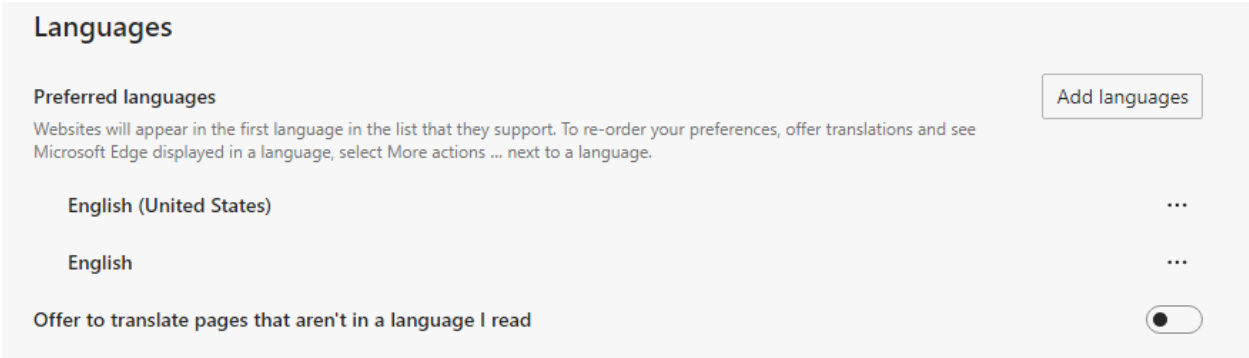 Languages
Preferred languages
Add languages
Websites will appear in the first language in the list that they support. To re-order your preferences, offer translations and see
Microsoft Edge displayed in a language, select More actions ... next to a language.
English (United States)
English
Offer to translate pages that aren't in a language I read